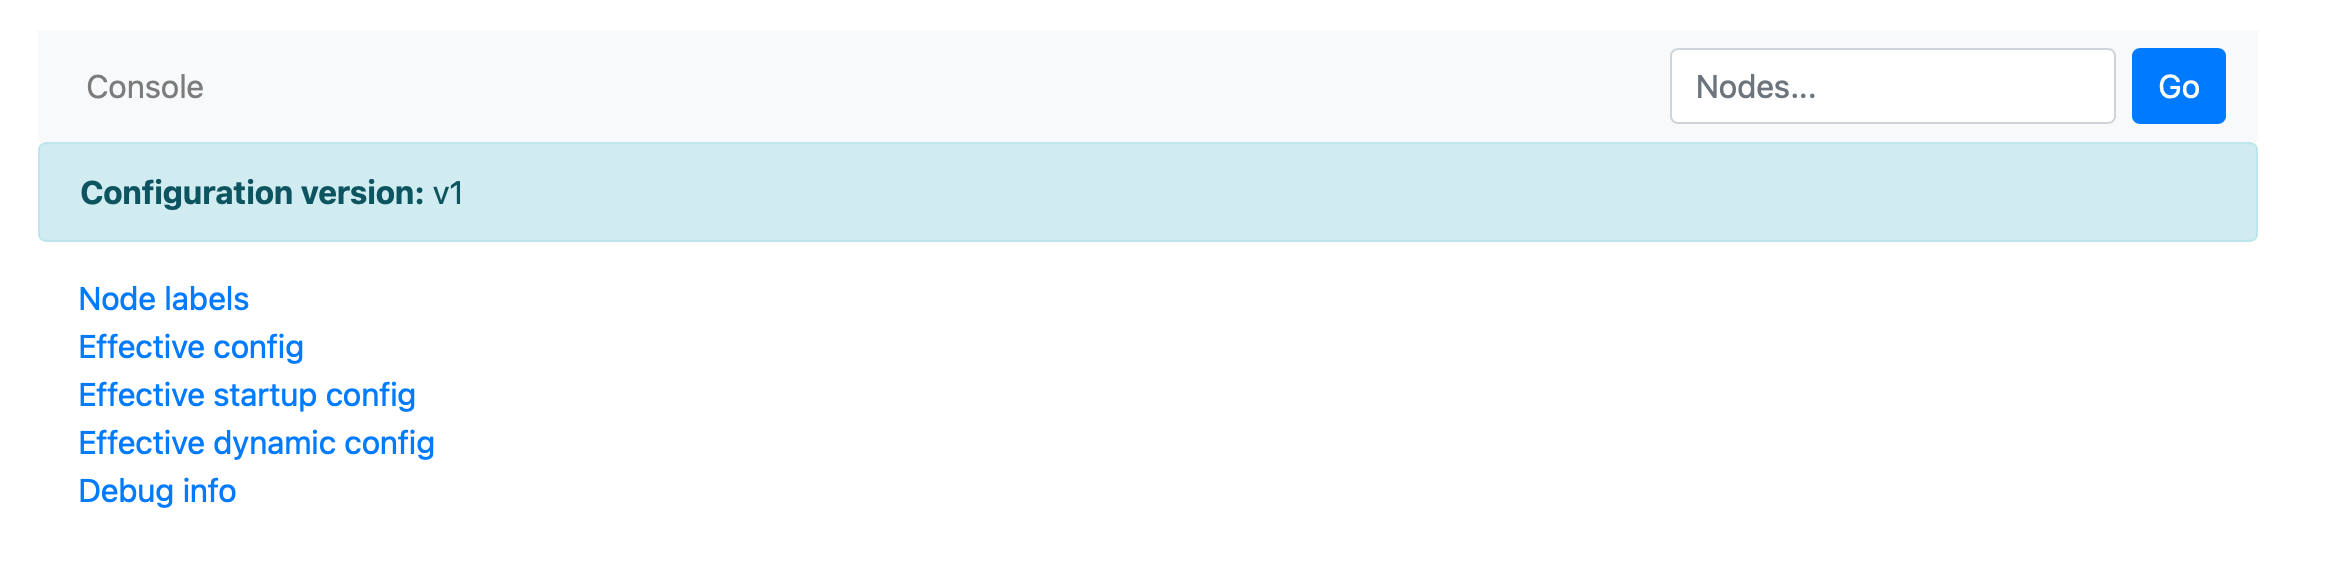 Console
Nodes...
Go
Configuration version: v1
Node labels
Effective config
Effective startup config
Effective dynamic config
Debug info